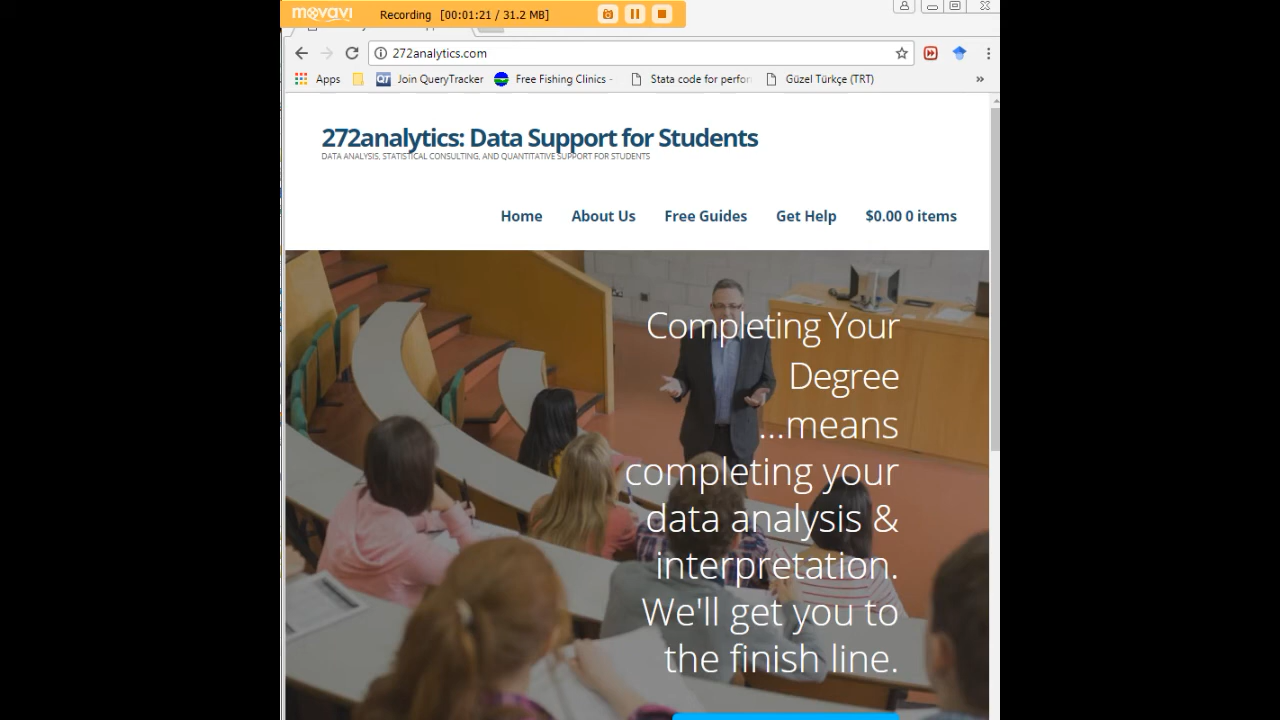 movavi Recording [00:01:21 / 31.2 MB]
272analytics.com
Apps Join QueryTracker Free Fishing Clinics - Stata code for perfor Güzel Türkçe (TRT) »
272analytics: Data Support for Students
DATA ANALYSIS, STATISTICAL CONSULTING, AND QUANTITATIVE SUPPORT FOR STUDENTS
Home About Us Free Guides Get Help $0.00 0 items
Completing Your
Degree
...means
completing your
data analysis &
interpretation.
We'll get you to
the finish line.